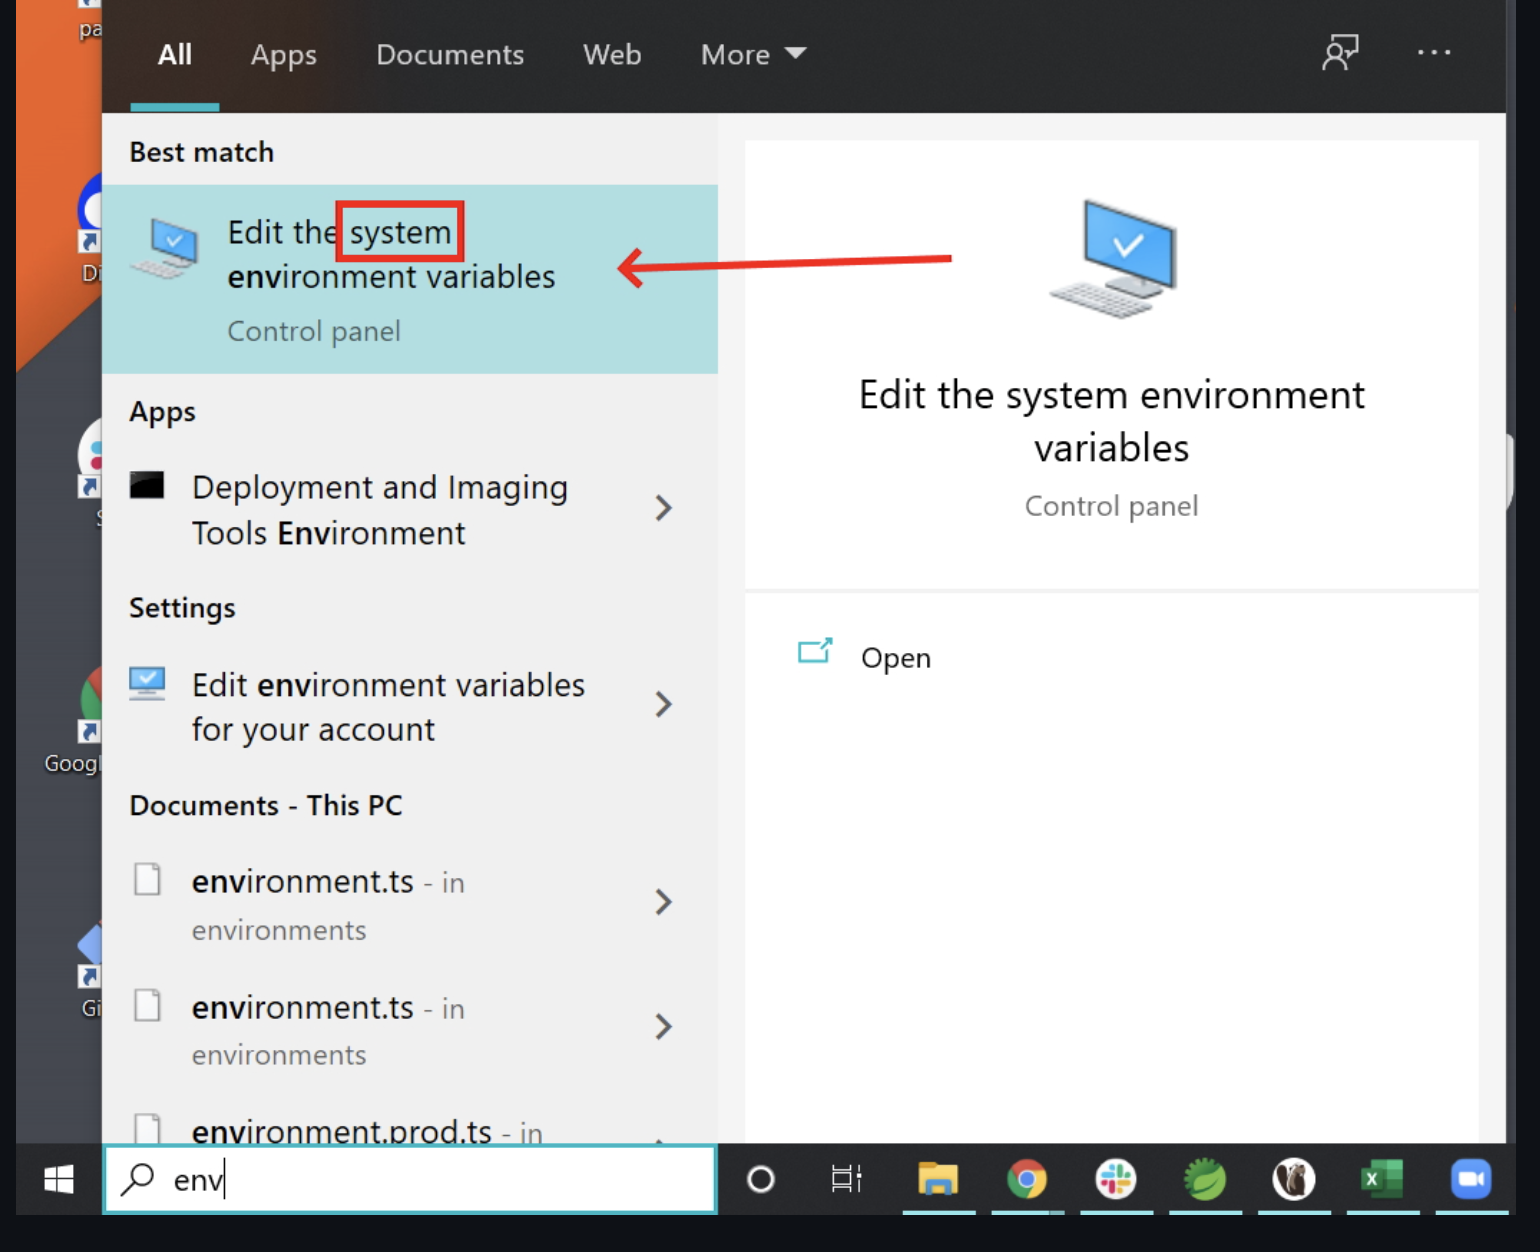 pa
All Apps Documents Web More
Best match
Edit the system
environment variables
Control panel
Apps
Deployment and Imaging
Tools Environment
Settings
Edit environment variables
for your account
Documents - This PC
environment.ts - in
environments
environment.ts - in
environments
environment.prod.ts - in
Edit the system environment
variables
Control panel
Open
Di
Googl
Gi
env